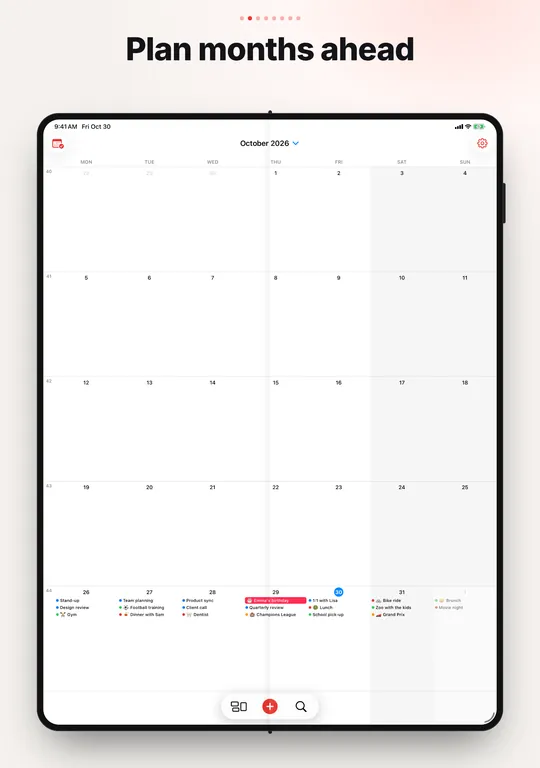 Plan months ahead
9:41 AM Fri Oct 30
October 2026
MON TUE WED THU FRI SAT SUN
40 28 29 30 1 2 3 4
41 5 6 7 8 9 10 11
42 12 13 14 15 16 17 18
43 19 20 21 22 23 24 25
44 26 27 28 29 30 31 1
Stand-up Team planning Product sync Emma's birthday 1:1 with Lisa Bike ride Brunch
Design review Football training Client call Quarterly review Lunch Zoo with the kids Movie night
Gym Dinner with Sam Dentist Champions League School pick-up Grand Prix